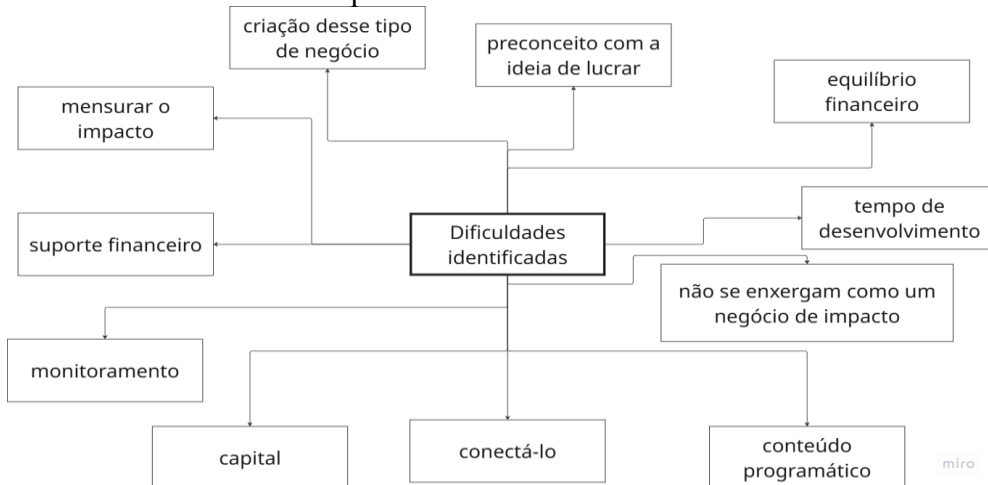 criação desse tipo
de negócio
preconceito com a
ideia de lucrar
equilíbrio
financeiro
mensurar o
impacto
tempo de
desenvolvimento
Dificuldades
identificadas
suporte financeiro
não se enxergam como um
negócio de impacto
monitoramento
capital
conectá-lo
conteúdo
programático
miro